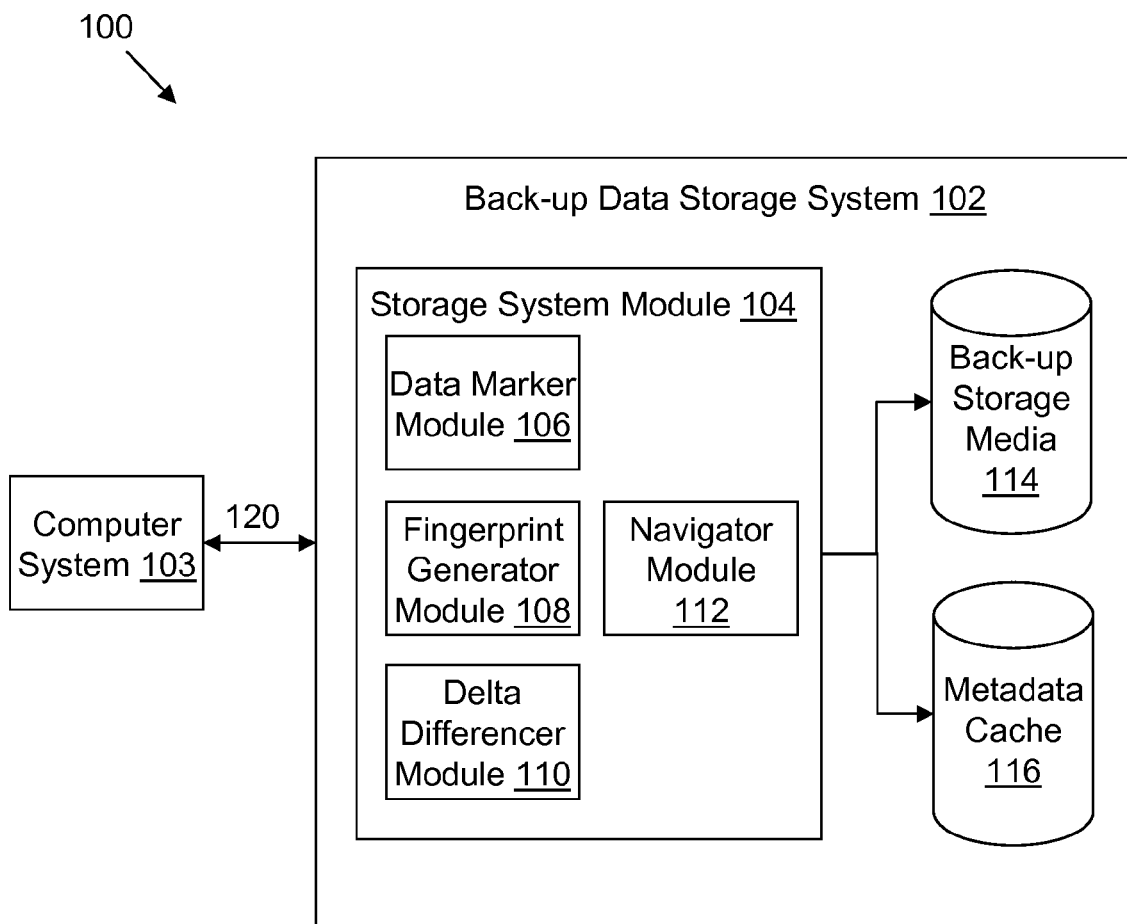 100
Back-up Data Storage System 102
Storage System Module 104
Data Marker
Module 106
Back-up
Storage
Media
114
Computer
System 103
120
Fingerprint
Generator
Module 108
Navigator
Module
112
Delta
Differencer
Module 110
Metadata
Cache
116